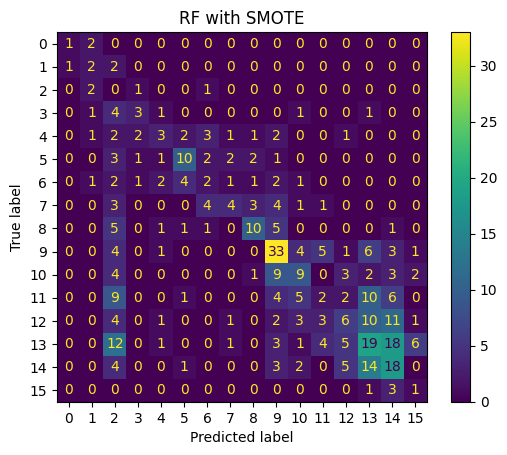 RF with SMOTE
True label
0 1 2 0 0 0 0 0 0 0 0 0 0 0 0 0 0
1 1 2 2 0 0 0 0 0 0 0 0 0 0 0 0 0
2 0 2 0 1 0 0 1 0 0 0 0 0 0 0 0 0
3 0 1 4 3 1 0 0 0 0 0 1 0 0 1 0 0
4 0 1 2 2 3 2 3 1 1 2 0 0 1 0 0 0
5 0 0 3 1 1 10 2 2 2 1 0 0 0 0 0 0
6 0 1 2 1 2 4 2 1 1 2 1 0 0 0 0 0
7 0 0 3 0 0 0 4 4 3 4 1 1 0 0 0 0
8 0 0 5 0 1 1 1 0 10 5 0 0 0 0 1 0
9 0 0 4 0 1 0 0 0 0 33 4 5 1 6 3 1
10 0 0 4 0 0 0 0 0 1 9 9 0 3 2 3 2
11 0 0 9 0 0 1 0 0 0 4 5 2 2 10 6 0
12 0 0 4 0 1 0 0 1 0 2 3 3 6 10 11 1
13 0 0 12 0 1 0 0 1 0 3 1 4 5 19 18 6
14 0 0 4 0 0 1 0 0 0 3 2 0 5 14 18 0
15 0 0 0 0 0 0 0 0 0 0 0 0 0 1 3 1
0 1 2 3 4 5 6 7 8 9 10 11 12 13 14 15
Predicted label
30
25
20
15
10
5
0